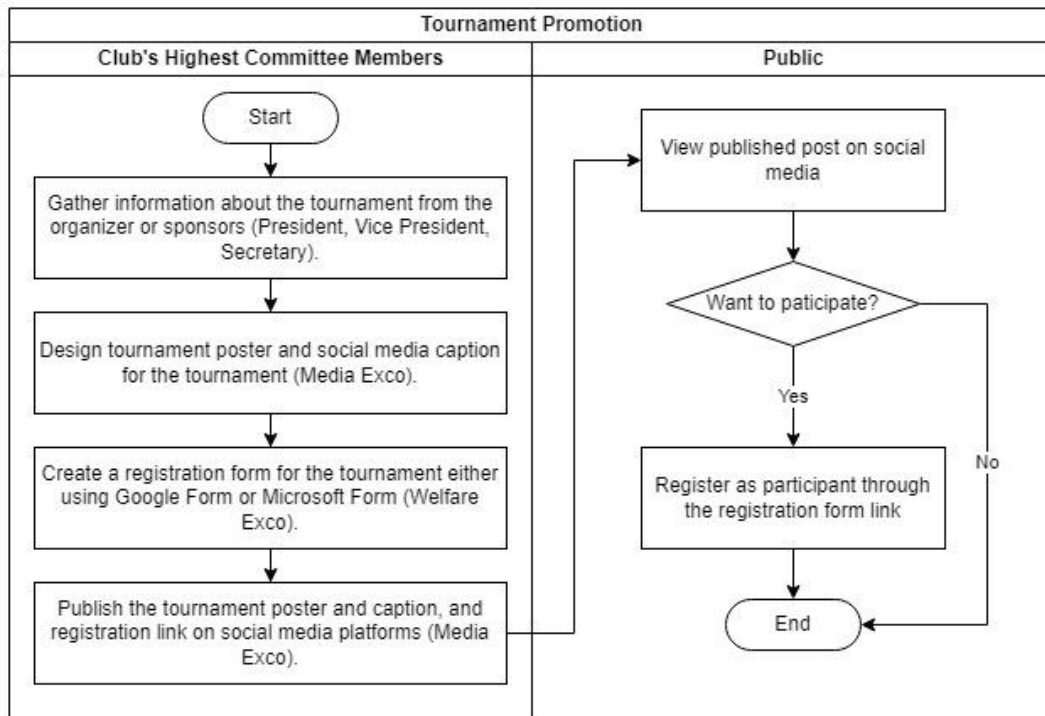 Tournament Promotion
Club's Highest Committee Members
Public
Start
Gather information about the tournament from the
organizer or sponsors (President, Vice President,
Secretary).
Design tournament poster and social media caption
for the tournament (Media Exco).
Create a registration form for the tournament either
using Google Form or Microsoft Form (Welfare
Exco).
Publish the tournament poster and caption, and
registration link on social media platforms (Media
Exco).
View published post on social
media
Want to paticipate?
Yes
No
Register as participant through
the registration form link
End